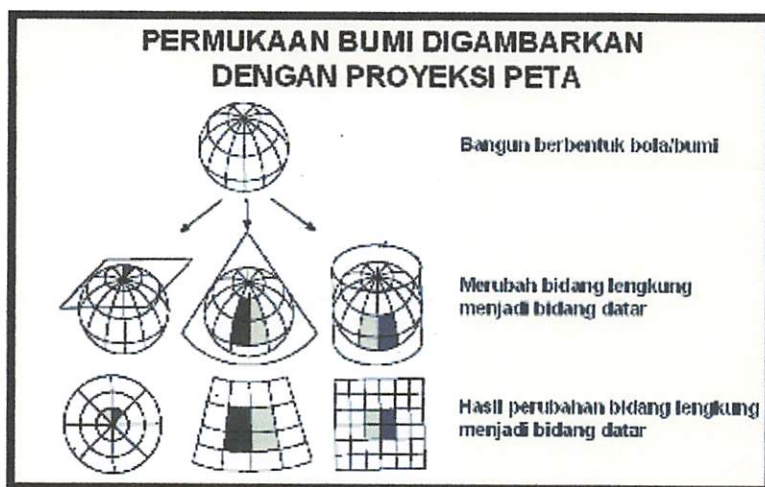 PERMUKAAN BUMI DIGAMBARKAN
DENGAN PROYEKSI PETA
Bangun berbentuk bola/bumi
Merubah bidang lengkung
menjadi bidang datar
Hasil perubahan bidang lengkung
menjadi bidang datar